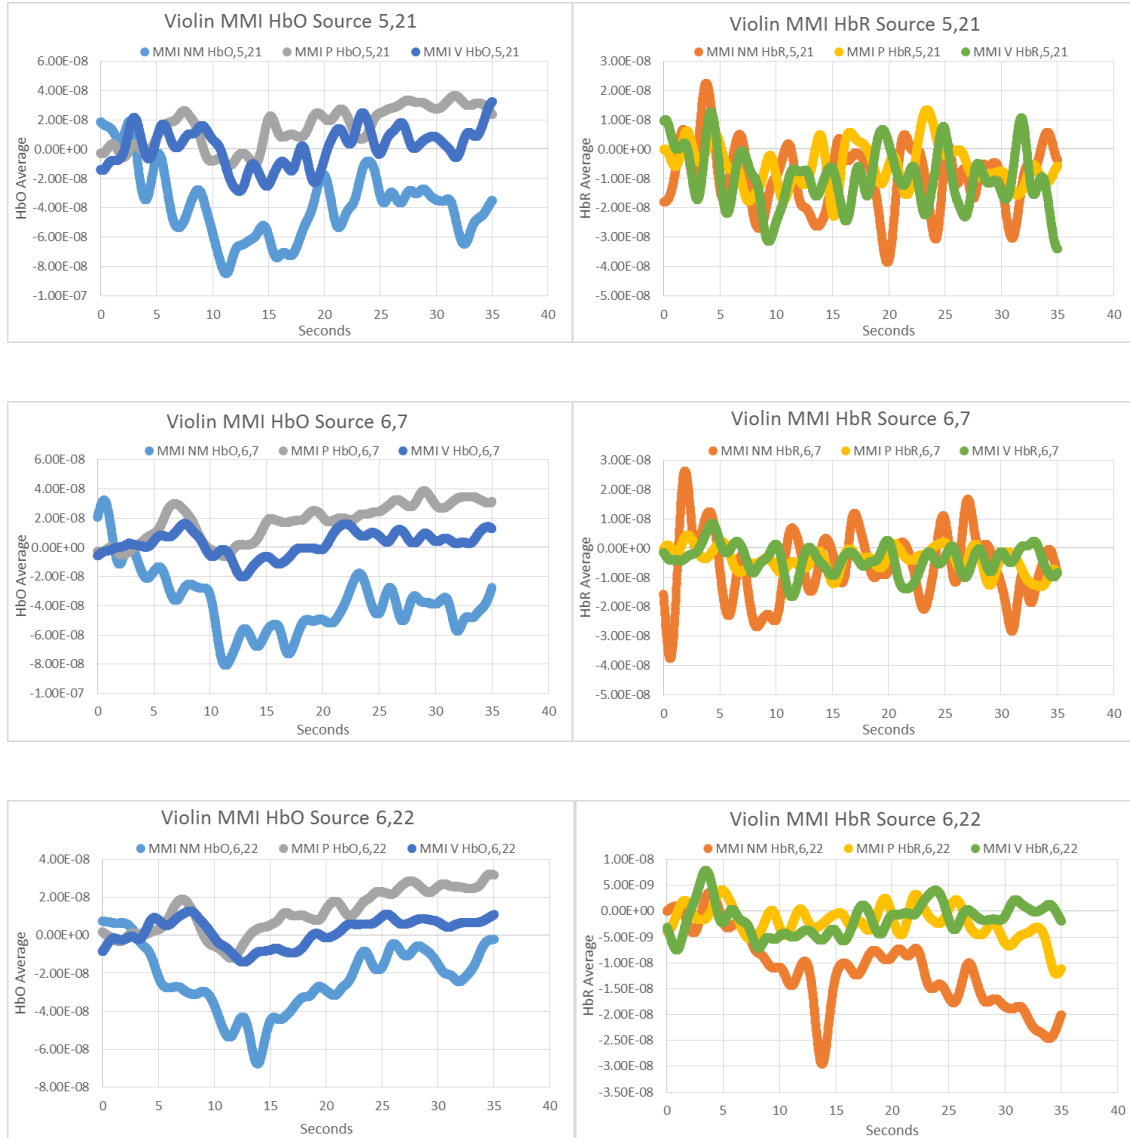 Violin MMI HbO Source 5,21
MMI NM HbO,5,21 MMI P HbO,5,21 MMI V HbO,5,21
6.00E-08
4.00E-08
2.00E-08
0.00E+00
-2.00E-08
-4.00E-08
-6.00E-08
-8.00E-08
-1.00E-07
HbO Average
0 5 10 15 20 25 30 35 40
Seconds
Violin MMI HbR Source 5,21
MMI NM HbR,5,21 MMI P HbR,5,21 MMI V HbR,5,21
3.00E-08
2.00E-08
1.00E-08
0.00E+00
-1.00E-08
-2.00E-08
-3.00E-08
-4.00E-08
-5.00E-08
HbR Average
0 5 10 15 20 25 30 35 40
Seconds
Violin MMI HbO Source 6,7
MMI NM HbO,6,7 MMI P HbO,6,7 MMI V HbO,6,7
6.00E-08
4.00E-08
2.00E-08
0.00E+00
-2.00E-08
-4.00E-08
-6.00E-08
-8.00E-08
-1.00E-07
HbO Average
0 5 10 15 20 25 30 35 40
Seconds
Violin MMI HbR Source 6,7
MMI NM HbR,6,7 MMI P HbR,6,7 MMI V HbR,6,7
3.00E-08
2.00E-08
1.00E-08
0.00E+00
-1.00E-08
-2.00E-08
-3.00E-08
-4.00E-08
-5.00E-08
HbR Average
0 5 10 15 20 25 30 35 40
Seconds
Violin MMI HbO Source 6,22
MMI NM HbO,6,22 MMI P HbO,6,22 MMI V HbO,6,22
4.00E-08
2.00E-08
0.00E+00
-2.00E-08
-4.00E-08
-6.00E-08
-8.00E-08
HbO Average
0 5 10 15 20 25 30 35 40
Seconds
Violin MMI HbR Source 6,22
MMI NM HbR,6,22 MMI P HbR,6,22 MMI V HbR,6,22
1.00E-08
5.00E-09
0.00E+00
-5.00E-09
-1.00E-08
-1.50E-08
-2.00E-08
-2.50E-08
-3.00E-08
-3.50E-08
HbR Average
0 5 10 15 20 25 30 35 40
Seconds